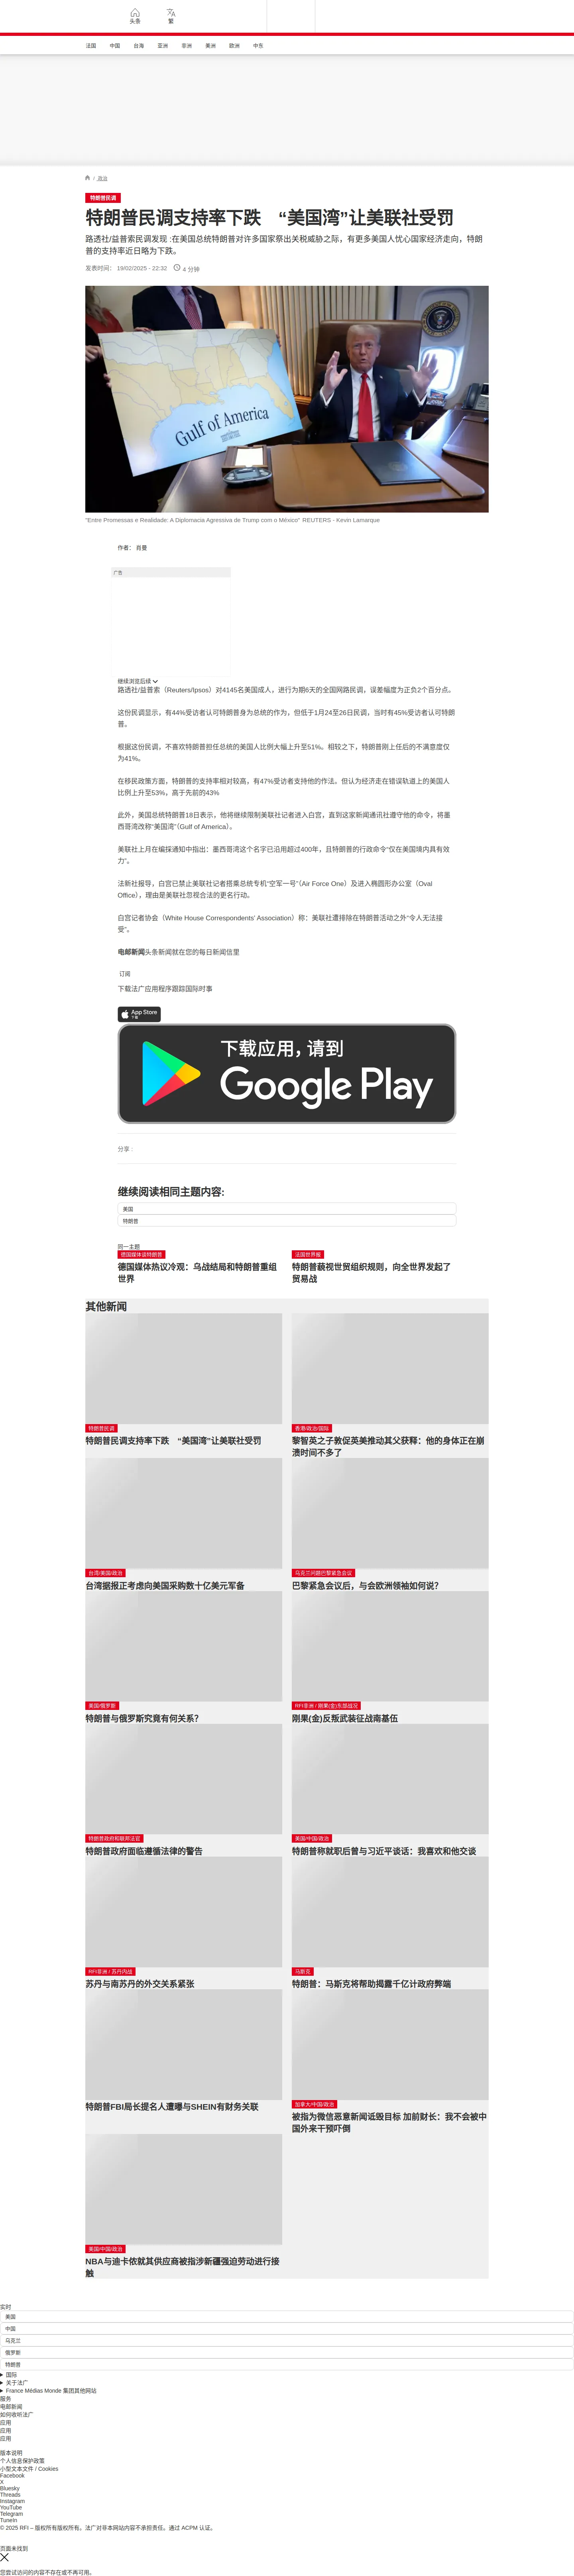 头条
繁
法国 中国 台海 亚洲 非洲 美洲 欧洲 中东
/ 政治
特朗普民调
特朗普民调支持率下跌 “美国湾”让美联社受罚
路透社/益普索民调发现 :在美国总统特朗普对许多国家祭出关税威胁之际，有更多美国人忧心国家经济走向，特朗
普的支持率近日略为下跌。
发表时间： 19/02/2025 - 22:32 4 分钟
Gulf of America
"Entre Promessas e Realidade: A Diplomacia Agressiva de Trump com o México" REUTERS - Kevin Lamarque
作者： 肖曼
广告
继续浏览后续
路透社/益普索（Reuters/Ipsos）对4145名美国成人，进行为期6天的全国网路民调，误差幅度为正负2个百分点。
这份民调显示，有44%受访者认可特朗普身为总统的作为，但低于1月24至26日民调，当时有45%受访者认可特朗
普。
根据这份民调，不喜欢特朗普担任总统的美国人比例大幅上升至51%。相较之下，特朗普刚上任后的不满意度仅
为41%。
在移民政策方面，特朗普的支持率相对较高，有47%受访者支持他的作法。但认为经济走在错误轨道上的美国人
比例上升至53%，高于先前的43%
此外，美国总统特朗普18日表示，他将继续限制美联社记者进入白宫，直到这家新闻通讯社遵守他的命令，将墨
西哥湾改称“美国湾”（Gulf of America）。
美联社上月在编採通知中指出：墨西哥湾这个名字已沿用超过400年，且特朗普的行政命令“仅在美国境内具有效
力”。
法新社报导，白宫已禁止美联社记者搭乘总统专机“空军一号”（Air Force One）及进入椭圆形办公室（Oval
Office），理由是美联社忽视合法的更名行动。
白宫记者协会（White House Correspondents' Association）称：美联社遭排除在特朗普活动之外“令人无法接
受”。
电邮新闻头条新闻就在您的每日新闻信里
订阅
下载法广应用程序跟踪国际时事
App Store
下载
下载应用，请到
Google Play
分享 :
继续阅读相同主题内容:
美国
特朗普
同一主题
德国媒体谈特朗普
德国媒体热议冷观：乌战结局和特朗普重组
世界
法国世界报
特朗普藐视世贸组织规则，向全世界发起了
贸易战
其他新闻
特朗普民调
特朗普民调支持率下跌 “美国湾”让美联社受罚
香港/政治/国际
黎智英之子敦促英美推动其父获释：他的身体正在崩
溃时间不多了
台湾/美国/政治
台湾据报正考虑向美国采购数十亿美元军备
乌克兰问题巴黎紧急会议
巴黎紧急会议后，与会欧洲领袖如何说？
美国/俄罗斯
特朗普与俄罗斯究竟有何关系？
RFI非洲 / 刚果(金)东部战况
刚果(金)反叛武装征战南基伍
特朗普政府和联邦法官
特朗普政府面临遵循法律的警告
美国/中国/政治
特朗普称就职后曾与习近平谈话：我喜欢和他交谈
RFI非洲 / 苏丹内战
苏丹与南苏丹的外交关系紧张
马斯克
特朗普：马斯克将帮助揭露千亿计政府弊端
特朗普FBI局长提名人遭曝与SHEIN有财务关联
加拿大/中国/政治
被指为微信恶意新闻诋毁目标 加前财长：我不会被中
国外来干预吓倒
美国/中国/政治
NBA与迪卡侬就其供应商被指涉新疆强迫劳动进行接
触
实时
美国
中国
乌克兰
俄罗斯
特朗普
国际
关于法广
France Médias Monde 集团其他网站
服务
电邮新闻
如何收听法广
应用
应用
应用
版本说明
个人信息保护政策
小型文本文件 / Cookies
Facebook
X
Bluesky
Threads
Instagram
YouTube
Telegram
TuneIn
© 2025 RFI – 版权所有版权所有。法广对非本网站内容不承担责任。通过 ACPM 认证。
页面未找到
您尝试访问的内容不存在或不再可用。